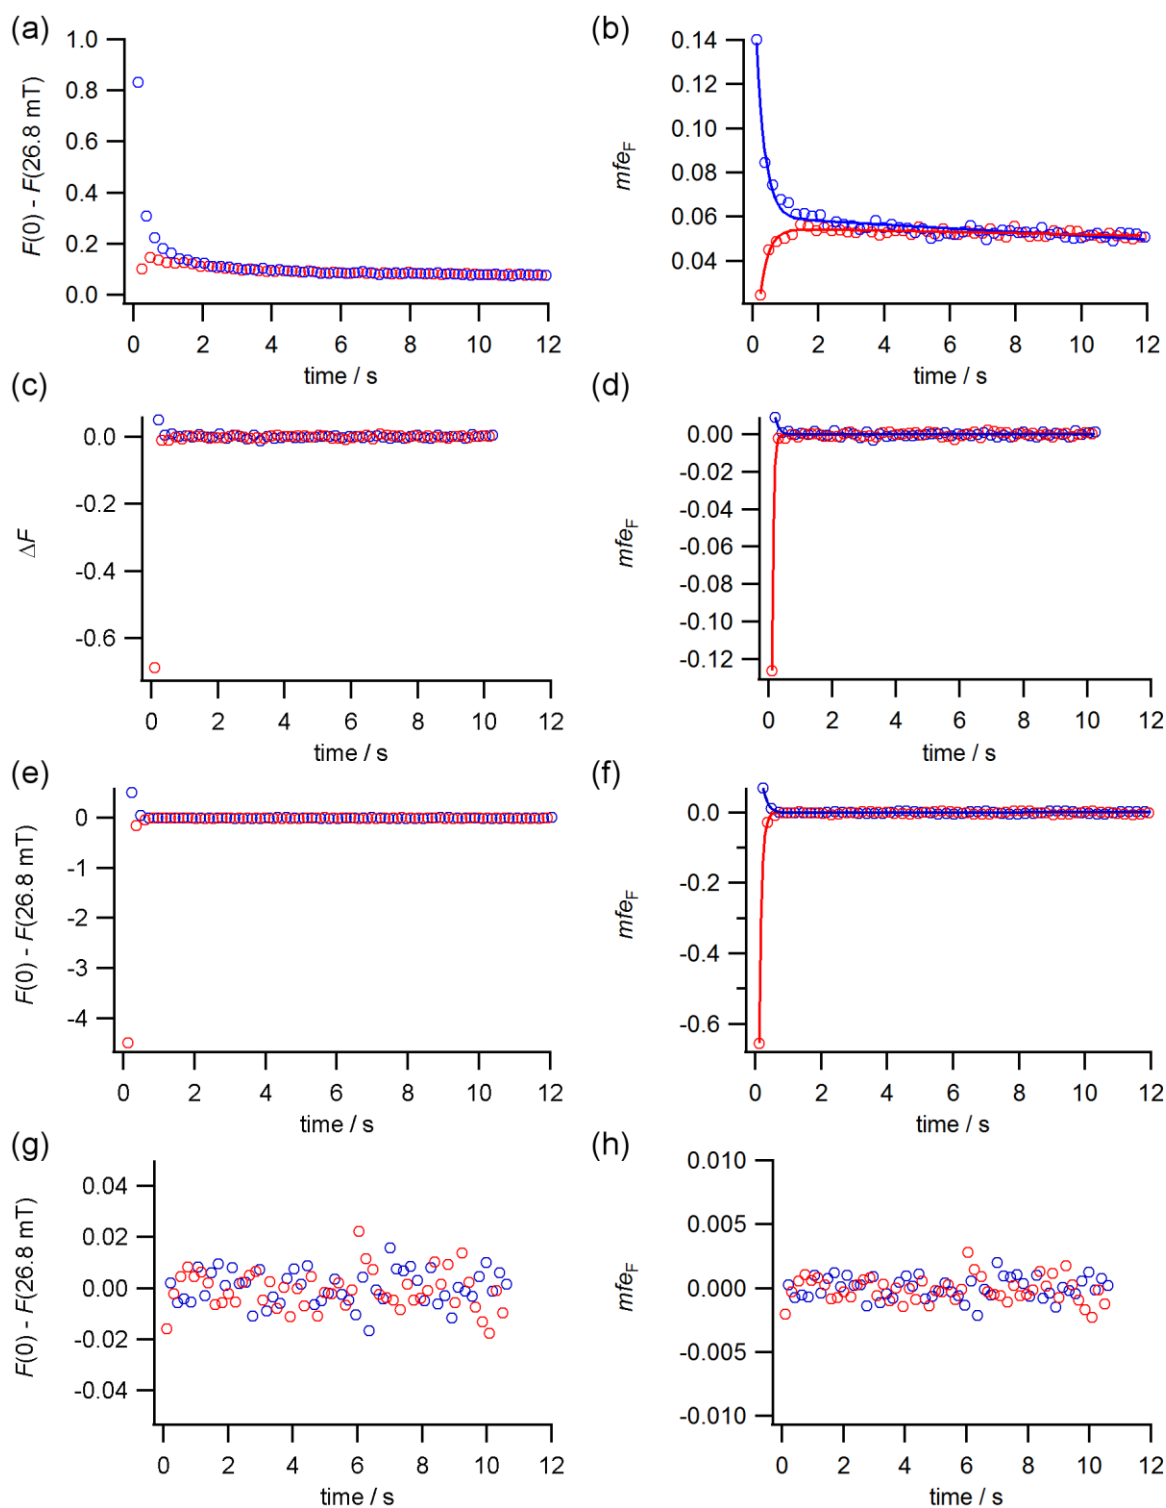 (a)
1.0
0.8
0.6
0.4
0.2
0.0
F(0) - F(26.8 mT)
0 2 4 6 8 10 12
time / s
(b)
0.14
0.12
0.10
0.08
0.06
0.04
mfeF
0 2 4 6 8 10 12
time / s
(c)
0.0
-0.2
-0.4
-0.6
ΔF
0 2 4 6 8 10 12
time / s
(d)
0.00
-0.02
-0.04
-0.06
-0.08
-0.10
-0.12
mfeF
0 2 4 6 8 10 12
time / s
(e)
0
-1
-2
-3
-4
F(0) - F(26.8 mT)
0 2 4 6 8 10 12
time / s
(f)
0.0
-0.2
-0.4
-0.6
mfeF
0 2 4 6 8 10 12
time / s
(g)
0.04
0.02
0.00
-0.02
-0.04
F(0) - F(26.8 mT)
0 2 4 6 8 10 12
time / s
(h)
0.010
0.005
0.000
-0.005
-0.010
mfeF
0 2 4 6 8 10 12
time / s